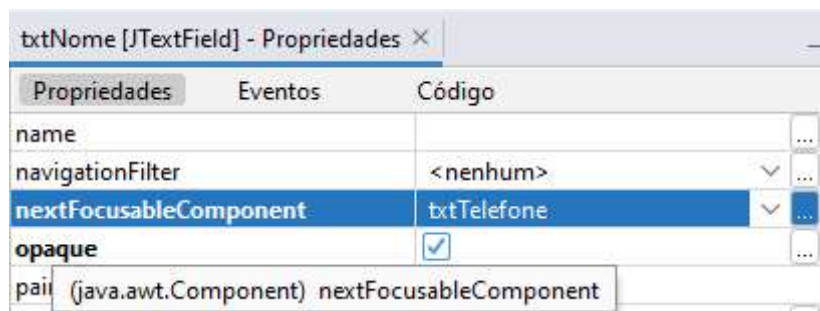 txtNome [JTextField] - Propriedades ×
Propriedades Eventos Código
name ...
navigationFilter <nenhum> ...
nextFocusableComponent txtTelefone ...
opaque ...
(java.awt.Component) nextFocusableComponent